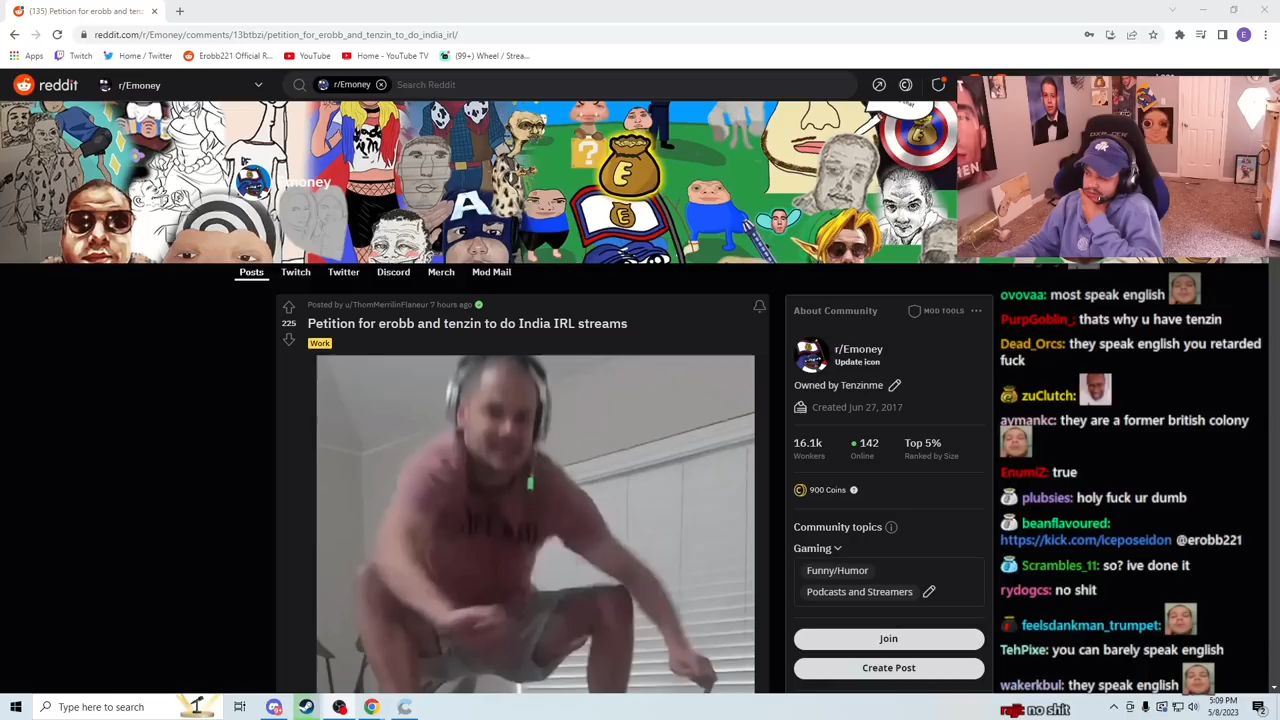 (135) Petition for erobb and tenz
reddit.com/r/Emoney/comments/13btbzi/petition_for_erobb_and_tenzin_to_do_india_irl/
Apps
Twitch
Home / Twitter
Erobb221 Official R...
YouTube
Home - YouTube TV
(99+) Wheel / Strea...
E
reddit
r/Emoney
r/Emoney
Search Reddit
Emoney
Posts
Twitch
Twitter
Discord
Merch
Mod Mail
Posted by u/ThomMerrilinFlaneur 7 hours ago
225
Petition for erobb and tenzin to do India IRL streams
Work
About Community
MOD TOOLS
r/Emoney
Update icon
Owned by Tenzinme
Created Jun 27, 2017
16.1k
142
Top 5%
Wonkers
Online
Ranked by Size
900 Coins
Community topics
Gaming
Funny/Humor
Podcasts and Streamers
Join
Create Post
ovovaa: most speak english
PurpGoblin_: thats why u have tenzin
Dead_Orcs: they speak english you retarded
fuck
zuClutch:
aymankc: they are a former british colony
EnumiZ: true
plubsies: holy fuck ur dumb
beanflavoured:
https://kick.com/iceposeidon @erobb221
Scrambles_11: so? ive done it
rydogcs: no shit
feelsdankman_trumpet:
TehPixe: you can barely speak english
wakerkbul: they speak english
no shit
Type here to search
5:09 PM
5/8/2023
2